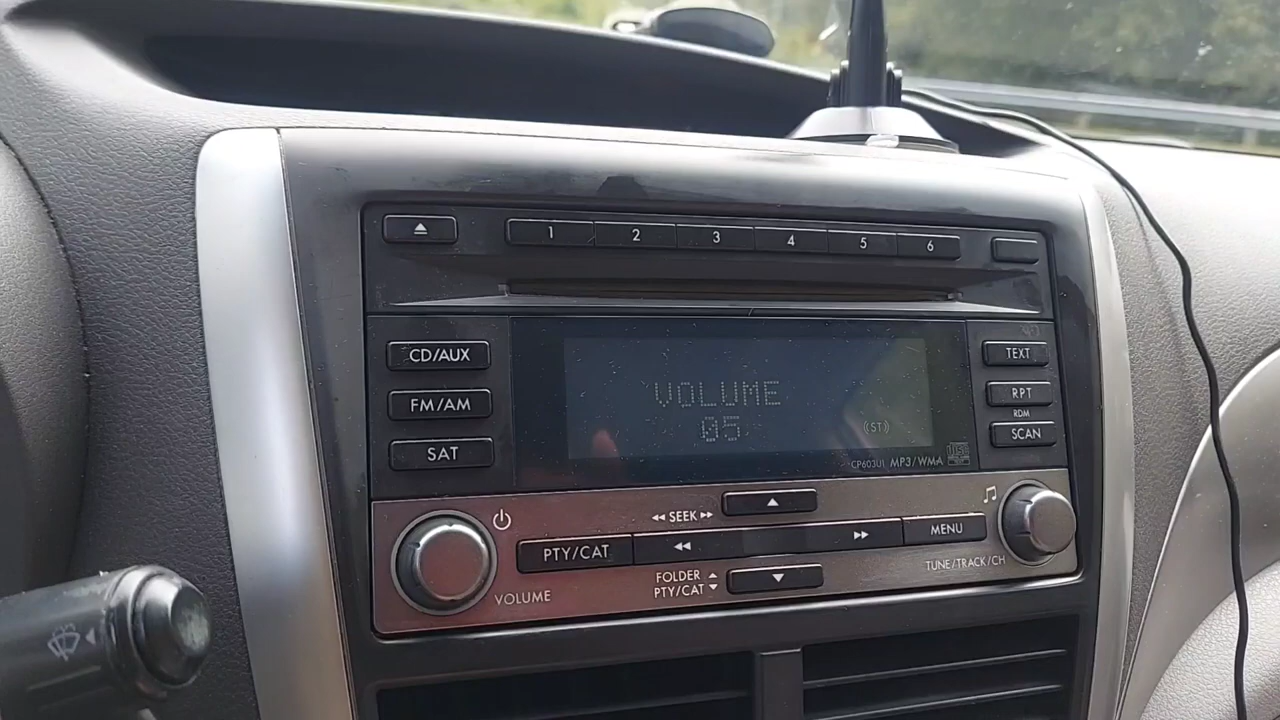 1 2 3 4 5 6
CD/AUX
TEXT
FM/AM
RPT
RDM
SAT
SCAN
VOLUME
05
(ST)
CP603U1 MP3/WMA
SEEK
PTY/CAT
MENU
VOLUME
FOLDER
PTY/CAT
TUNE/TRACK/CH